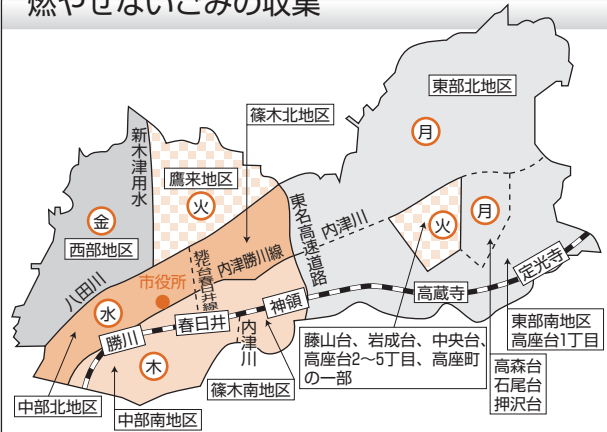 燃やせないごみの収集
東部北地区
篠木北地区
月
新木津用水
鷹来地区
火
金
西部地区
東名高速道路
内津川
火
月
桃花台春日井線
内津勝川線
八田川
市役所
定光寺
水
神領
高蔵寺
春日井
勝川
内津川
木
藤山台、岩成台、中央台、
高座台2〜5丁目、高座町
の一部
東部南地区
高座台1丁目
高森台
石尾台
押沢台
篠木南地区
中部北地区
中部南地区